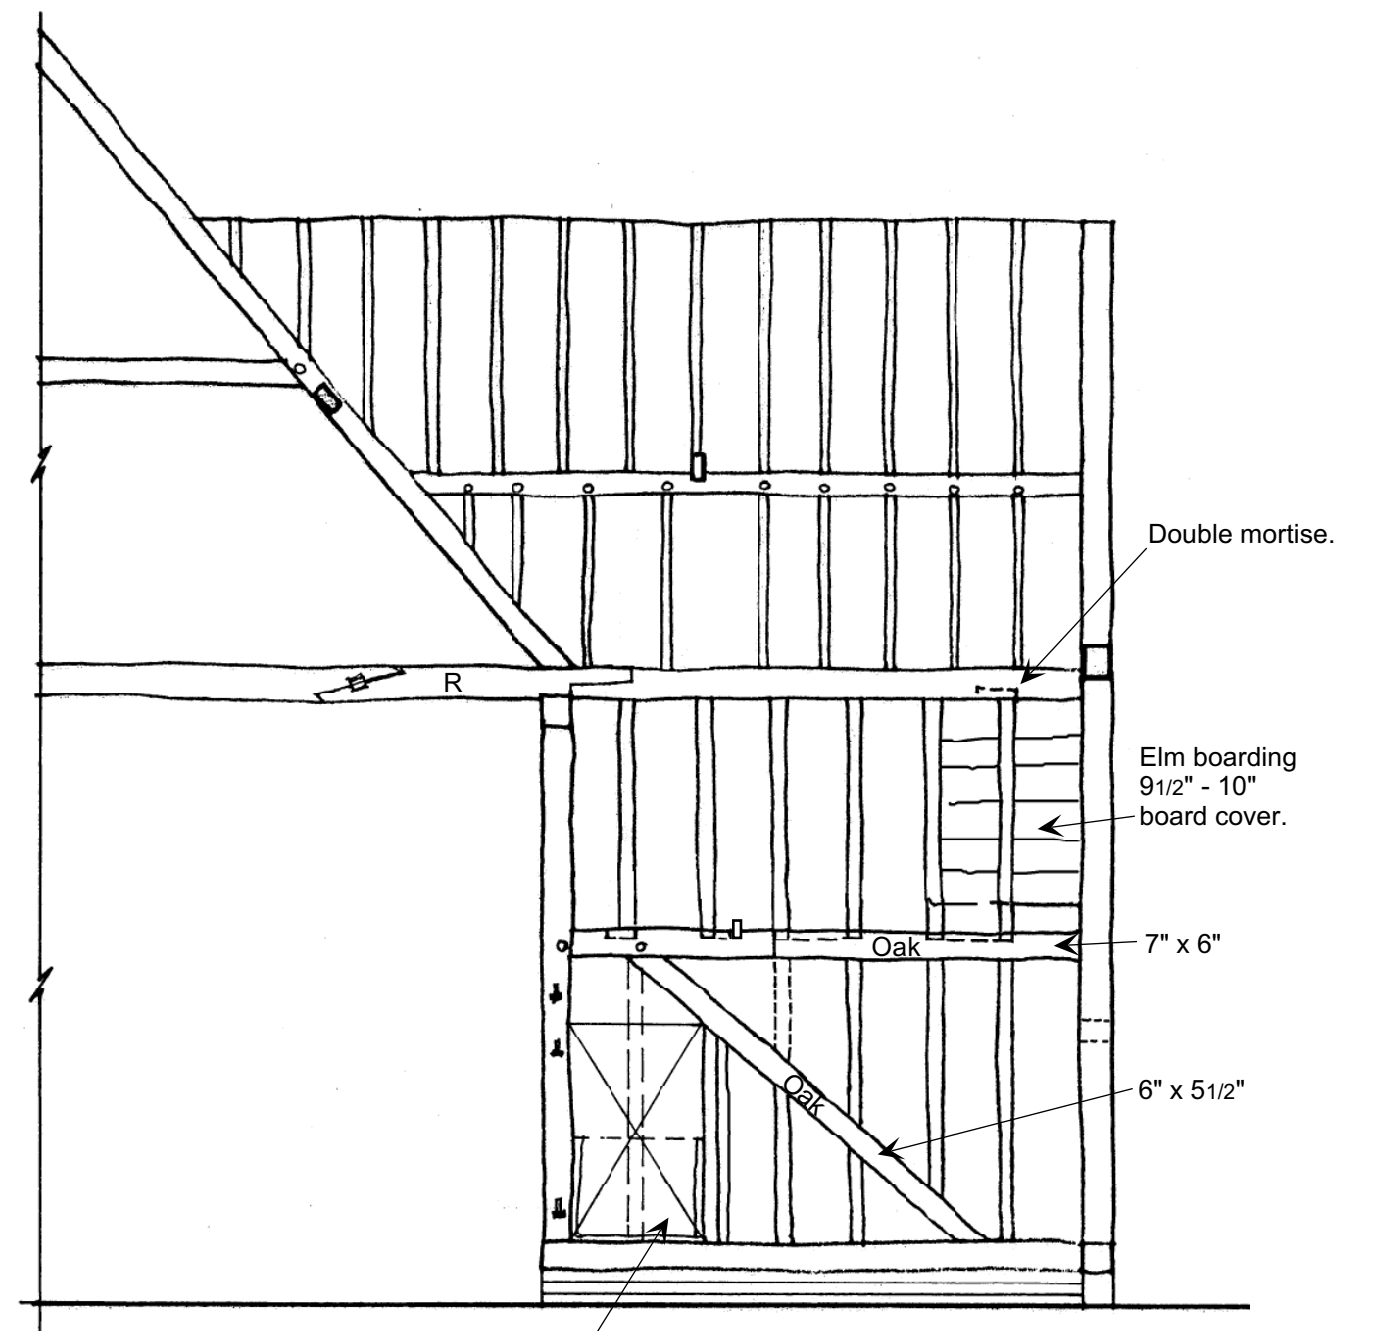 Double mortise.
R
Elm boarding
91/2" - 10"
board cover.
Oak
7" x 6"
Oak
6" x 51/2"